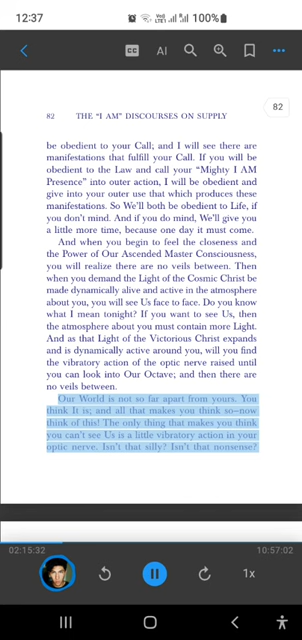 12:37
100%
CC
AI
82
82 THE "I AM" DISCOURSES ON SUPPLY
be obedient to your Call; and I will see there are
manifestations that fulfill your Call. If you will be
obedient to the Law and call your "Mighty I AM
Presence" into outer action, I will be obedient and
give into your outer use that which produces these
manifestations. So We'll both be obedient to Life, if
you don't mind. And if you do mind, We'll give you
a little more time, because one day it must come.
And when you begin to feel the closeness and
the Power of Our Ascended Master Consciousness,
you will realize there are no veils between. Then
when you demand the Light of the Cosmic Christ be
made dynamically alive and active in the atmosphere
about you, you will see Us face to face. Do you know
what I mean tonight? If you want to see Us, then
the atmosphere about you must contain more Light.
And as that Light of the Victorious Christ expands
and is dynamically active around you, will you find
the vibratory action of the optic nerve raised until
you can look into Our Octave; and then there are
no veils between.
Our World is not so far apart from yours. You
think It is; and all that makes you think so—now
think of this! The only thing that makes you think
you can't see Us is a little vibratory action in your
optic nerve. Isn't that silly? Isn't that nonsense?
02:15:32
10:57:02
1x